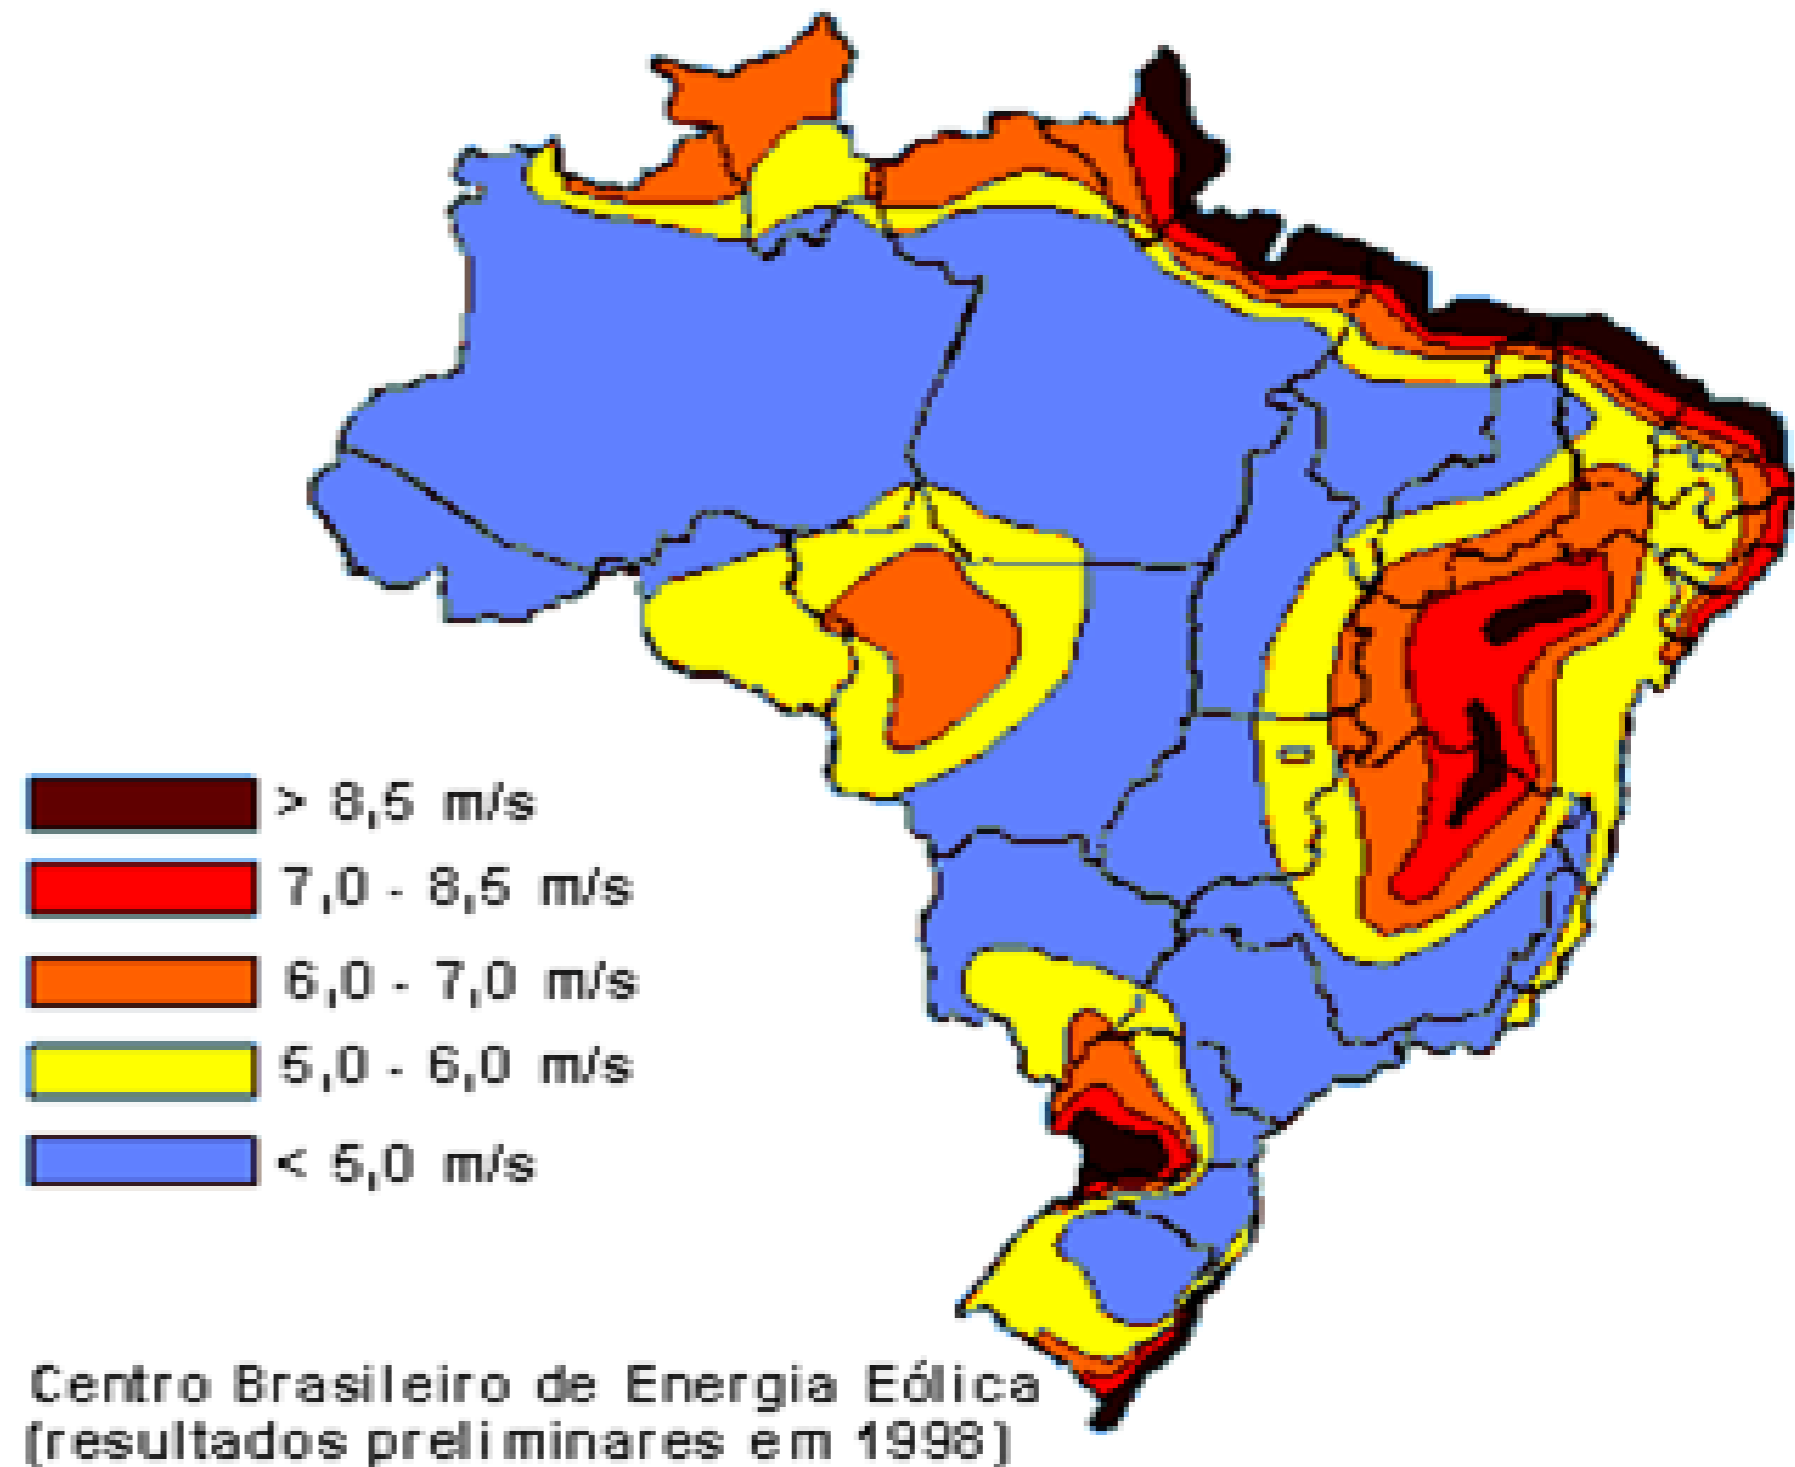 > 8,5 m/s
7,0 - 8,5 m/s
6,0 - 7,0 m/s
5,0 - 6,0 m/s
< 5,0 m/s
Centro Brasileiro de Energia Eólica
(resultados preliminares em 1998)